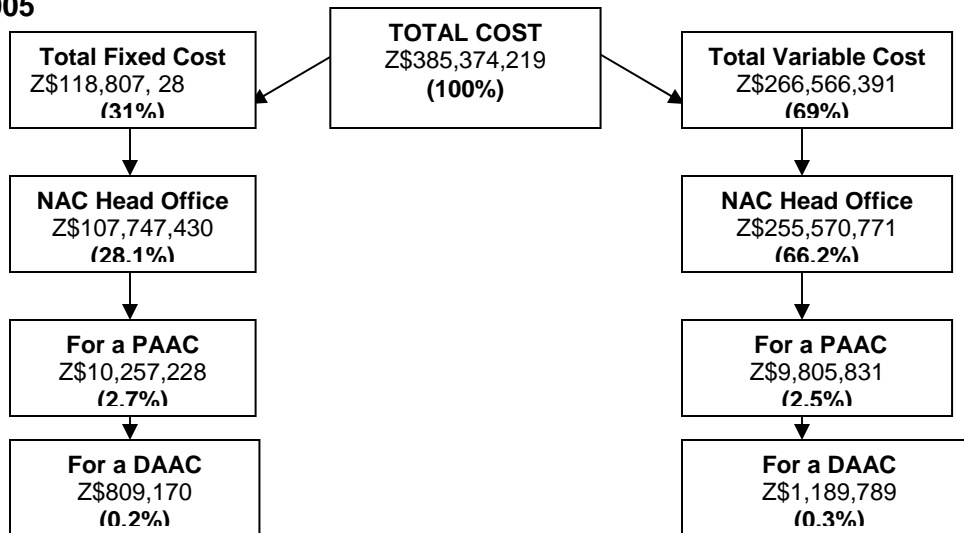 TOTAL COST
Z$385,374,219
(100%)
Total Fixed Cost
Z$118,807, 28
(31%)
Total Variable Cost
Z$266,566,391
(69%)
NAC Head Office
Z$107,747,430
(28.1%)
NAC Head Office
Z$255,570,771
(66.2%)
For a PAAC
Z$10,257,228
(2.7%)
For a PAAC
Z$9,805,831
(2.5%)
For a DAAC
Z$809,170
(0.2%)
For a DAAC
Z$1,189,789
(0.3%)